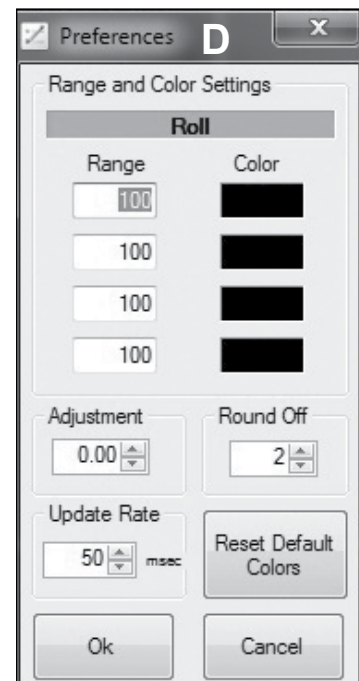 Preferences D x
Range and Color Settings
Roll
Range Color
100
100
100
100
Adjustment Round Off
0.00 2
Update Rate
50 msec
Reset Default
Colors
Ok Cancel